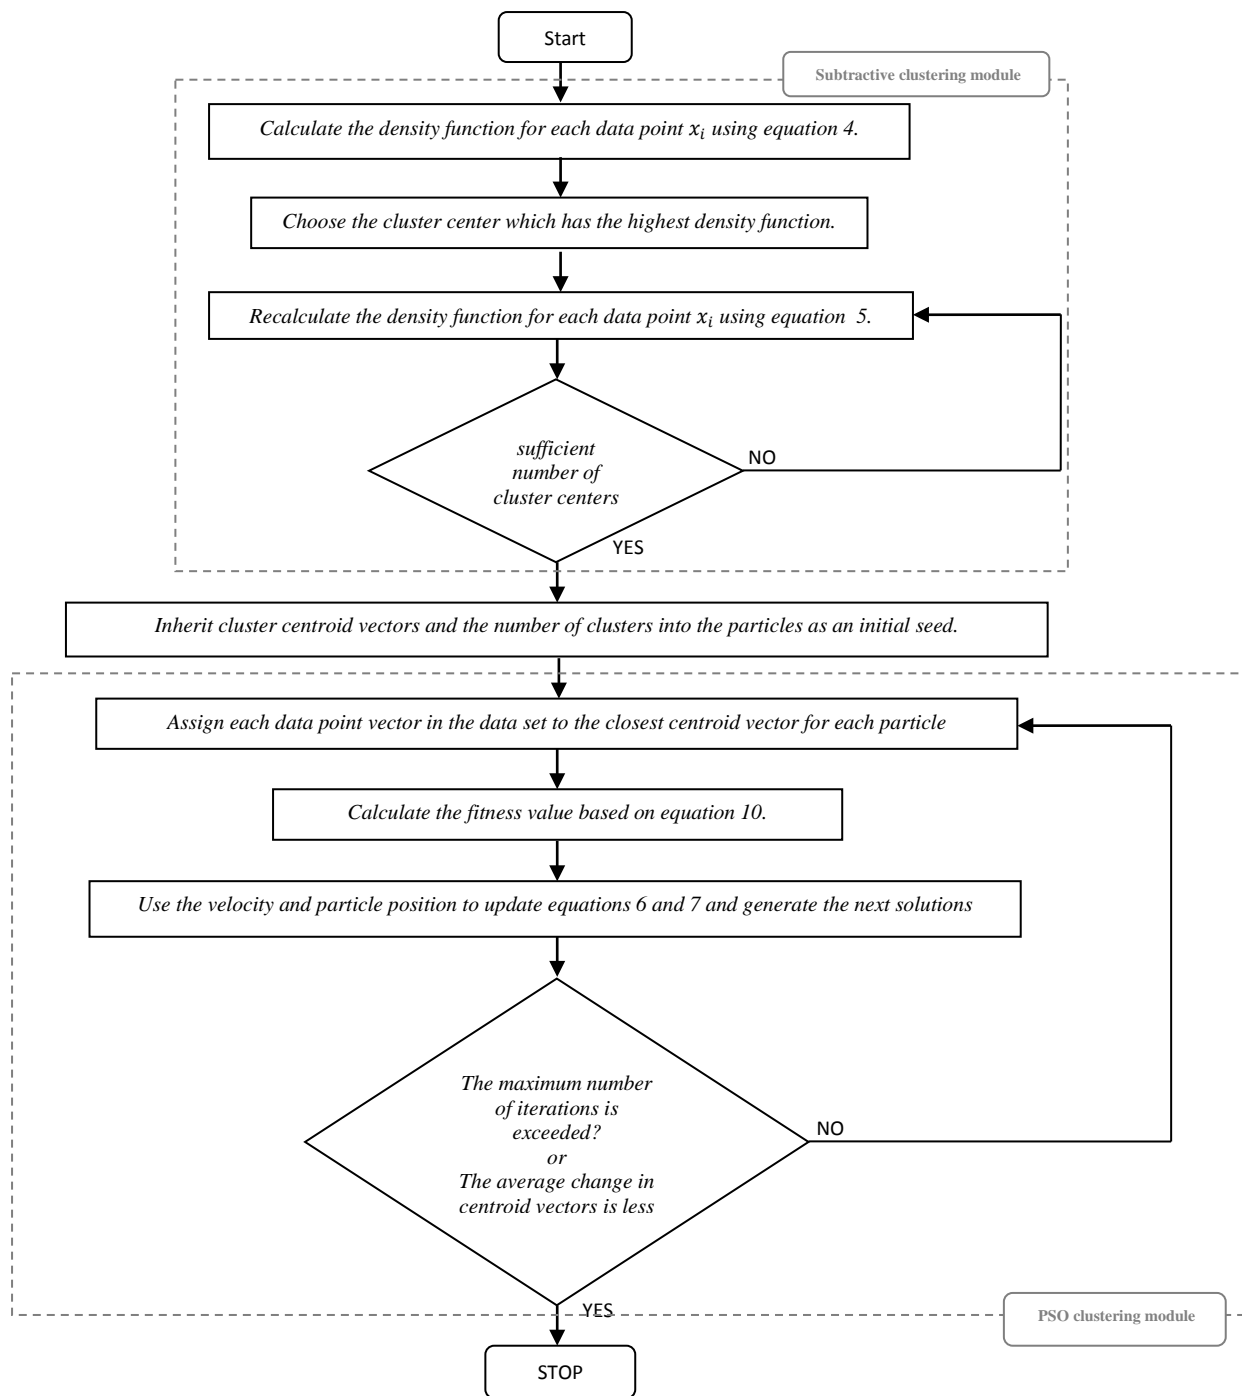 Start
Subtractive clustering module
Calculate the density function for each data point x_i using equation 4.
Choose the cluster center which has the highest density function.
Recalculate the density function for each data point x_i using equation 5.
sufficient
number of
cluster centers
NO
YES
Inherit cluster centroid vectors and the number of clusters into the particles as an initial seed.
Assign each data point vector in the data set to the closest centroid vector for each particle
Calculate the fitness value based on equation 10.
Use the velocity and particle position to update equations 6 and 7 and generate the next solutions
The maximum number
of iterations is
exceeded?
or
The average change in
centroid vectors is less
NO
YES
PSO clustering module
STOP